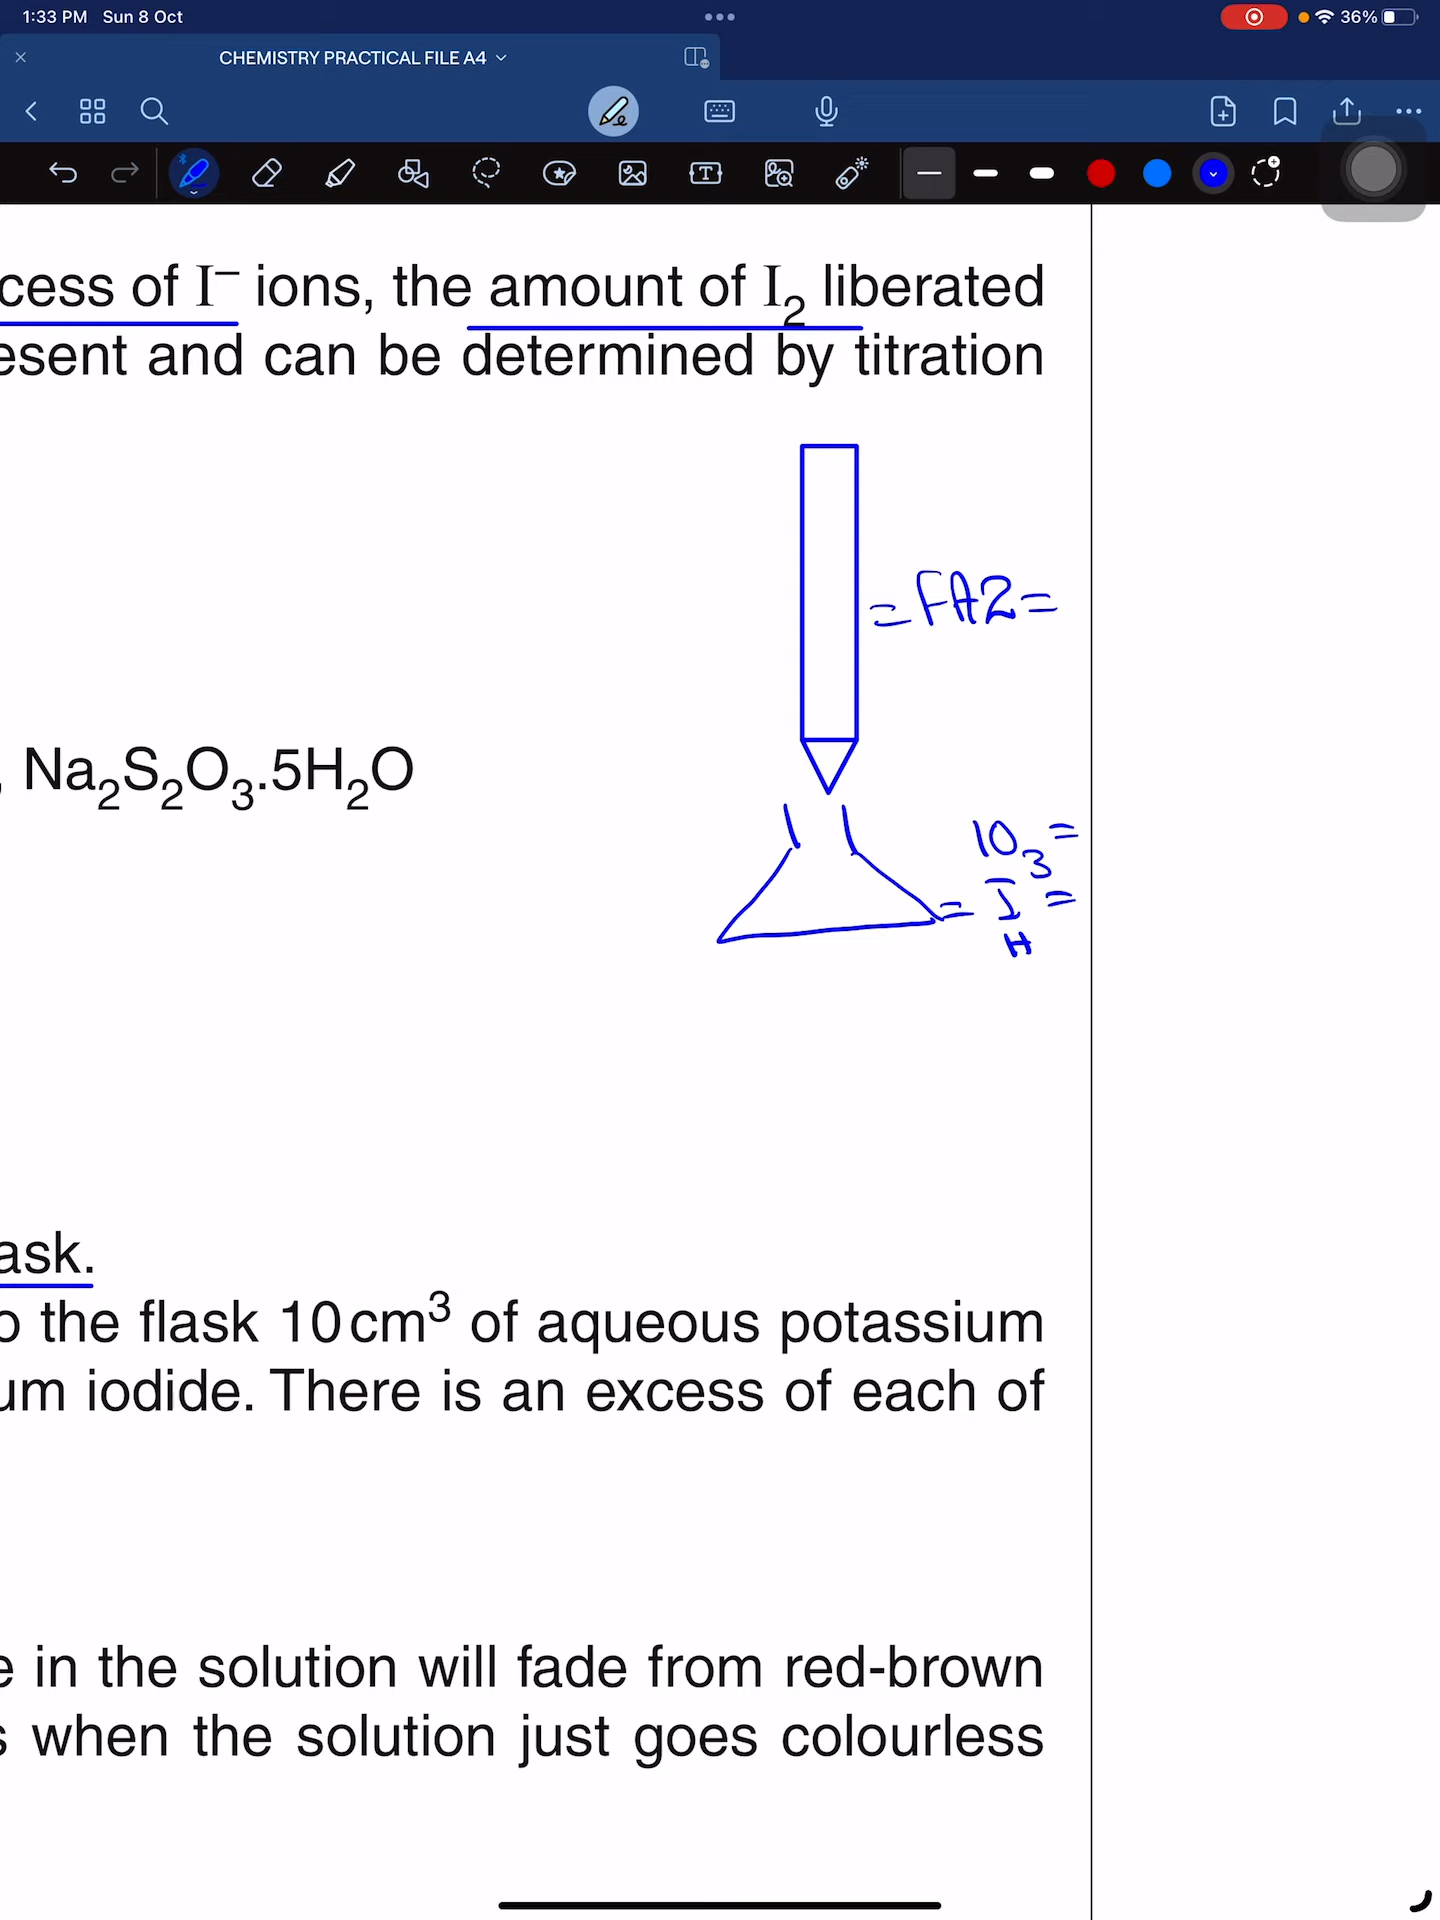 1:33 PM Sun 8 Oct
36%
CHEMISTRY PRACTICAL FILE A4
cess of I⁻ ions, the amount of I₂ liberated
esent and can be determined by titration
= FA2 =
, Na₂S₂O₃.5H₂O
IO₃ =
= I⁻ =
H
ask.
o the flask 10 cm³ of aqueous potassium
um iodide. There is an excess of each of
e in the solution will fade from red-brown
s when the solution just goes colourless